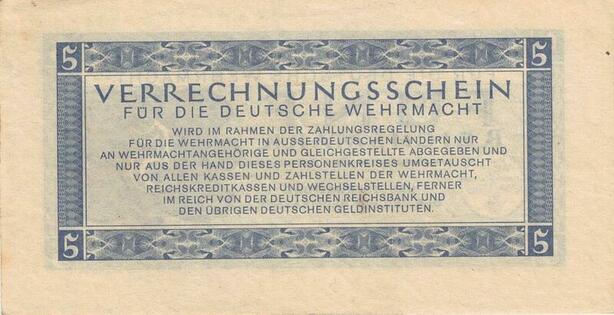 5 5
VERRECHNUNGSSCHEIN
FÜR DIE DEUTSCHE WEHRMACHT
WIRD IM RAHMEN DER ZAHLUNGSREGELUNG
FÜR DIE WEHRMACHT IN AUSSERDEUTSCHEN LÄNDERN NUR
AN WEHRMACHTANGEHÖRIGE UND GLEICHGESTELLTE ABGEGEBEN UND
NUR AUS DER HAND DIESES PERSONENKREISES UMGETAUSCHT
VON ALLEN KASSEN UND ZAHLSTELLEN DER WEHRMACHT,
REICHSKREDITKASSEN UND WECHSELSTELLEN, FERNER
IM REICH VON DER DEUTSCHEN REICHSBANK UND
DEN ÜBRIGEN DEUTSCHEN GELDINSTITUTEN.
5 5